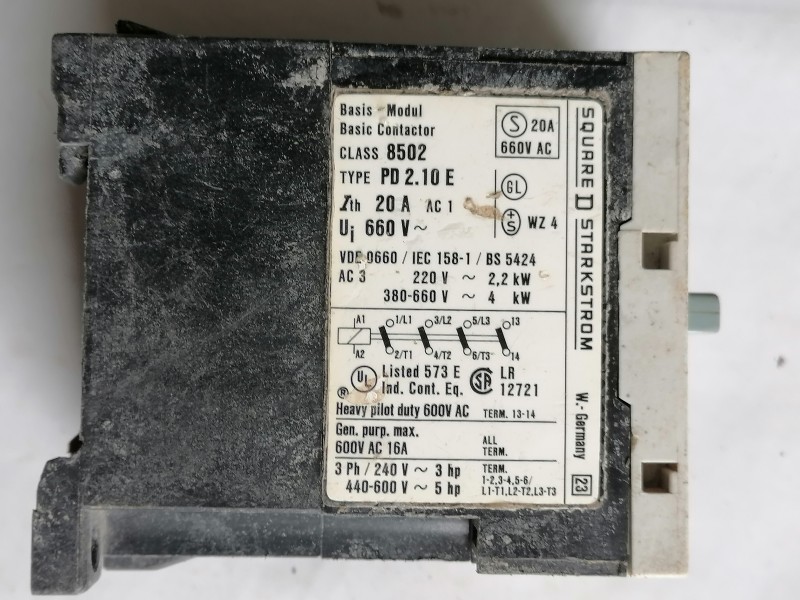 Basis - Modul
Basic Contactor
CLASS 8502
TYPE PD 2.10 E
Ith 20 A AC 1
Ui 660 V ~
S 20A
660V AC
GL
+S WZ 4
VDE 0660 / IEC 158-1 / BS 5424
AC 3 220 V ~ 2,2 kW
380-660 V ~ 4 kW
A1 1/L1 3/L2 5/L3 13
A2 2/T1 4/T2 6/T3 14
UL ® Listed 573 E
Ind. Cont. Eq.
SA LR
12721
Heavy pilot duty 600V AC TERM. 13-14
Gen. purp. max.
600V AC 16A
ALL
TERM.
3 Ph / 240 V ~ 3 hp
440-600 V ~ 5 hp
TERM.
1-2,3-4,5-6/
L1-T1,L2-T2,L3-T3
SQUARE D STARKSTROM
W.-Germany 23